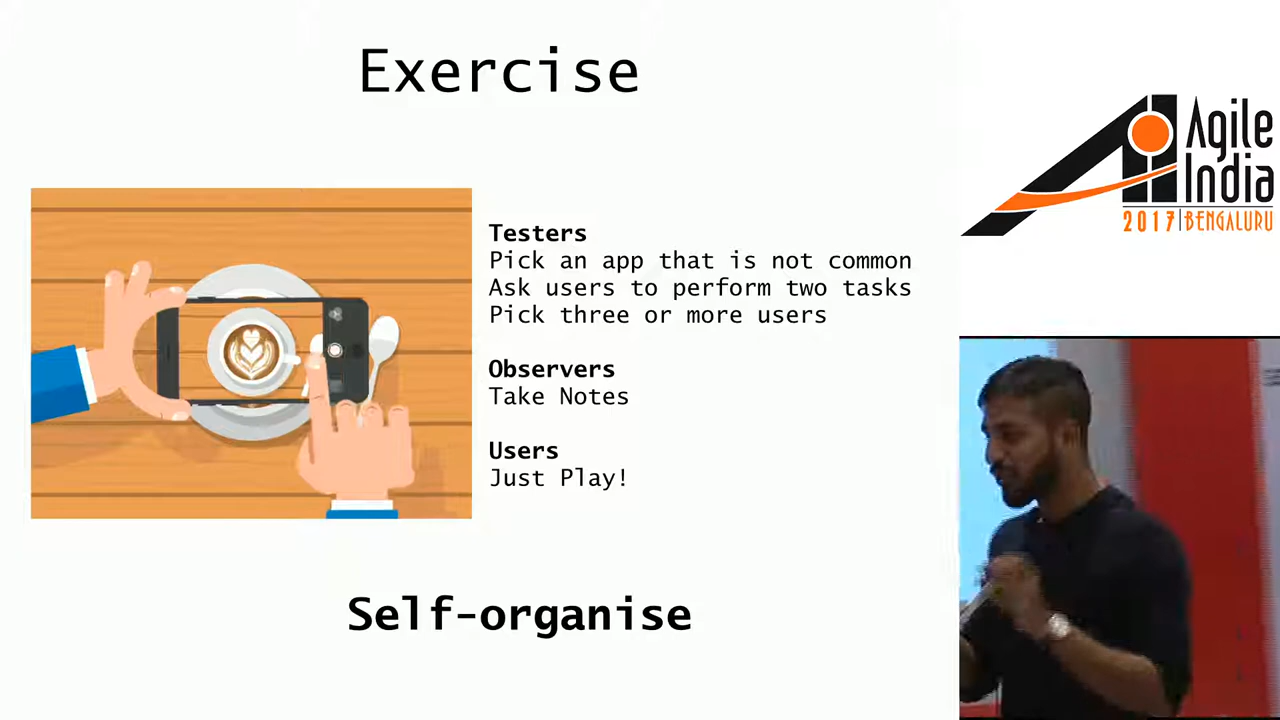 Exercise
Testers
Pick an app that is not common
Ask users to perform two tasks
Pick three or more users
Observers
Take Notes
Users
Just Play!
Self-organise
Agile
India
2017 | BENGALURU